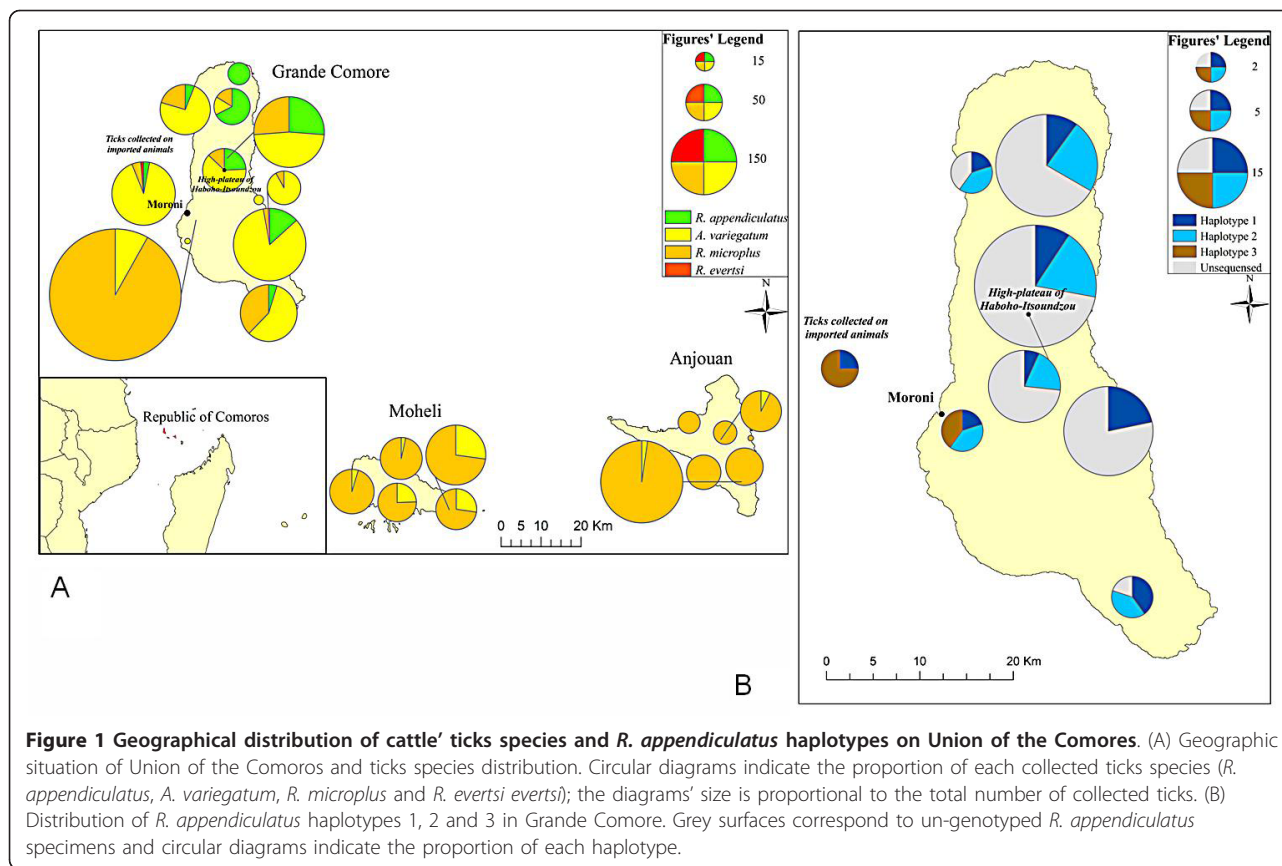 Grande Comore
Figures' Legend
15
50
150
R. appendiculatus
A. variegatum
R. microplus
R. evertsi
N
Ticks collected on
imported animals
High-plateau of
Haboho-Itsoundzou
Moroni
Republic of Comoros
Moheli
Anjouan
0 5 10 20 Km
A
Figures' Legend
2
5
15
Haplotype 1
Haplotype 2
Haplotype 3
Unsequensed
N
High-plateau of
Haboho-Itsoundzou
Ticks collected on
imported animals
Moroni
0 5 10 20 Km
B
Figure 1 Geographical distribution of cattle' ticks species and R. appendiculatus haplotypes on Union of the Comores. (A) Geographic
situation of Union of the Comoros and ticks species distribution. Circular diagrams indicate the proportion of each collected ticks species (R.
appendiculatus, A. variegatum, R. microplus and R. evertsi evertsi); the diagrams' size is proportional to the total number of collected ticks. (B)
Distribution of R. appendiculatus haplotypes 1, 2 and 3 in Grande Comore. Grey surfaces correspond to un-genotyped R. appendiculatus
specimens and circular diagrams indicate the proportion of each haplotype.